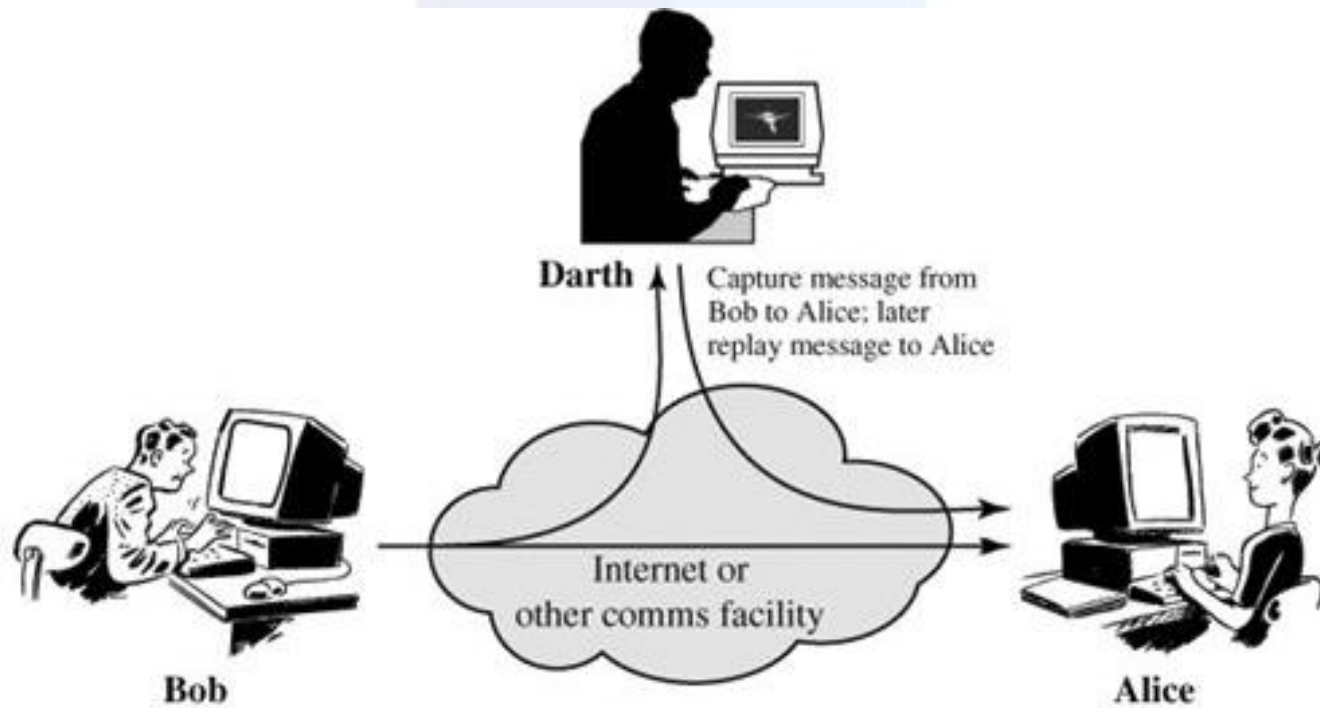 Darth
Capture message from
Bob to Alice; later
replay message to Alice
Internet or
other comms facility
Bob
Alice